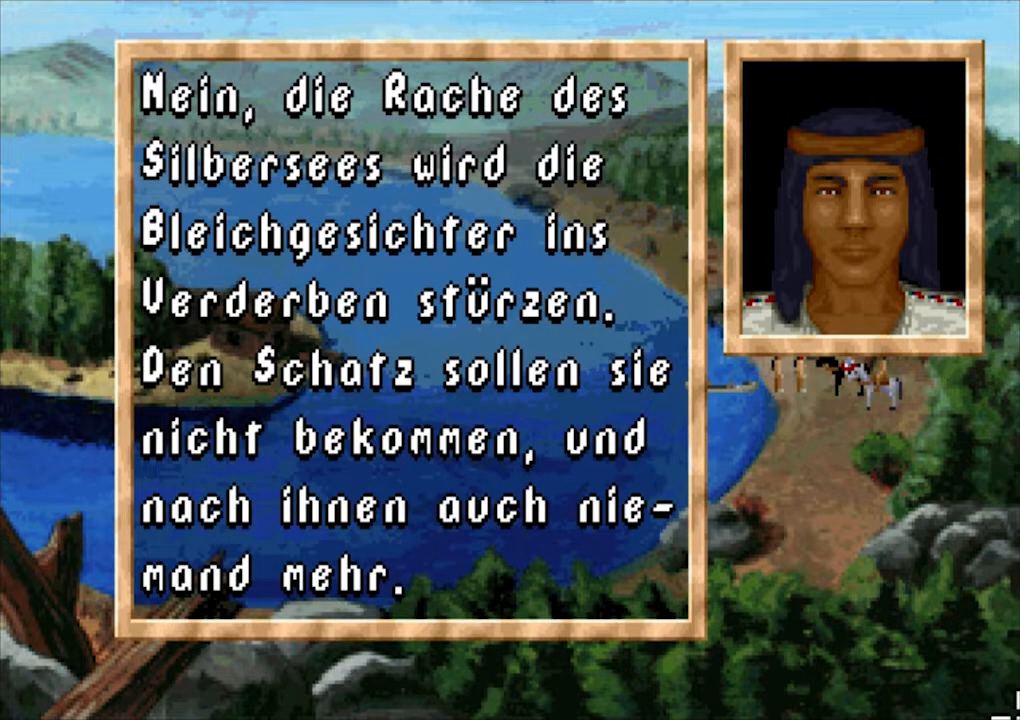 Nein, die Rache des
Silbersees wird die
Bleichgesichter ins
Verderben stürzen.
Den Schatz sollen sie
nicht bekommen, und
nach ihnen auch nie-
mand mehr.